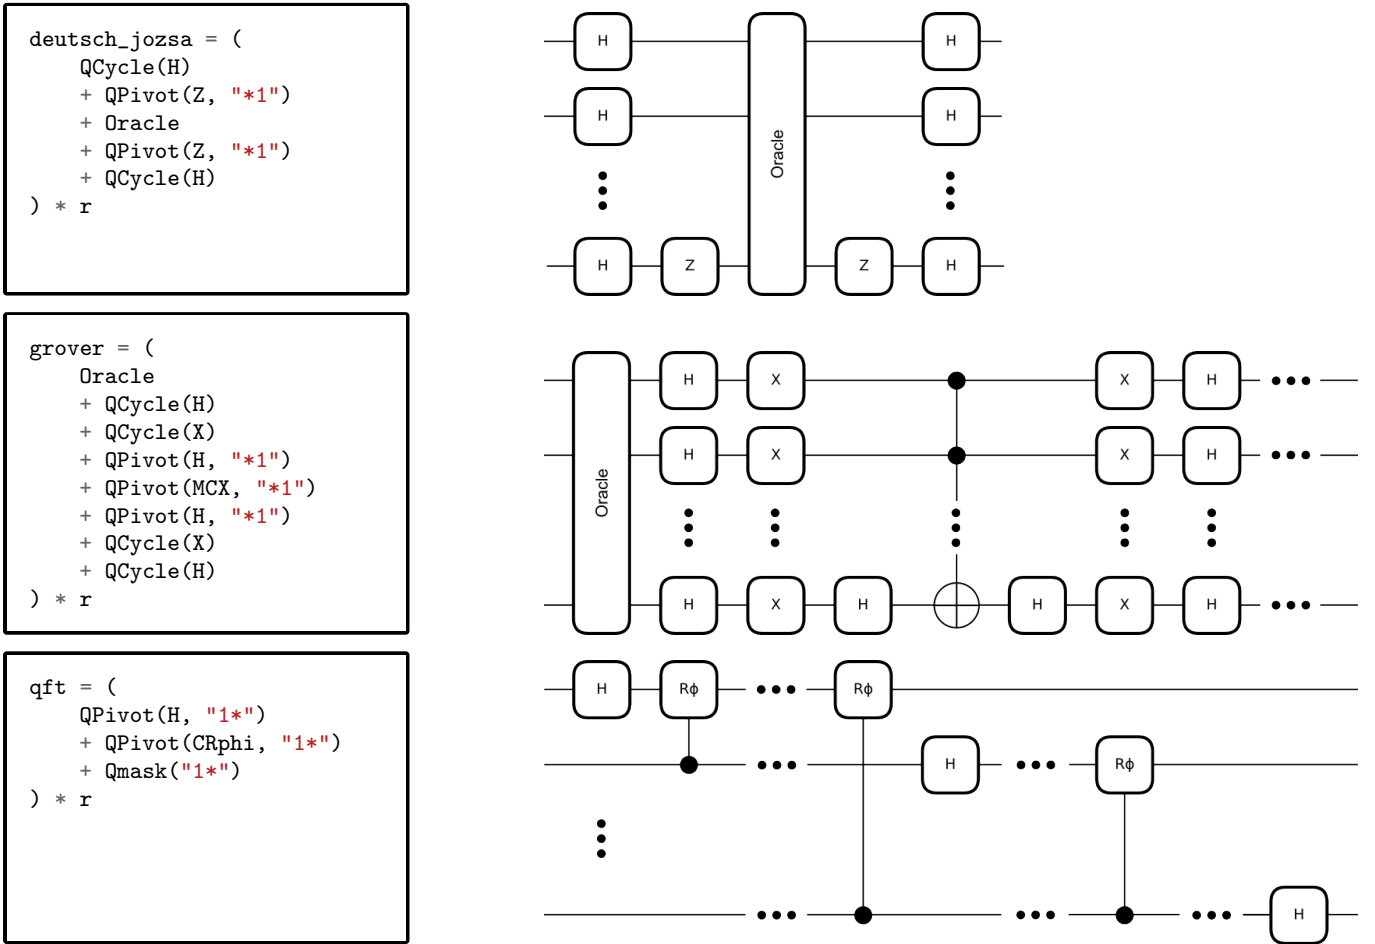 deutsch_jozsa = (
    QCycle(H)
    + QPivot(Z, "*1")
    + Oracle
    + QPivot(Z, "*1")
    + QCycle(H)
) * r
H H
H H
Oracle
H Z Z H
grover = (
    Oracle
    + QCycle(H)
    + QCycle(X)
    + QPivot(H, "*1")
    + QPivot(MCX, "*1")
    + QPivot(H, "*1")
    + QCycle(X)
    + QCycle(H)
) * r
H X X H
H X X H
Oracle
H X H H X H
qft = (
    QPivot(H, "1*")
    + QPivot(CRphi, "1*")
    + Qmask("1*")
) * r
H Rϕ Rϕ
H Rϕ
H